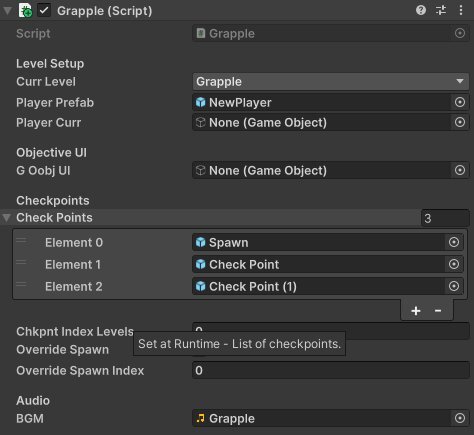 Grapple (Script)
Script Grapple
Level Setup
Curr Level Grapple
Player Prefab NewPlayer
Player Curr None (Game Object)
Objective UI
G Oobj UI None (Game Object)
Checkpoints
Check Points 3
Element 0 Spawn
Element 1 Check Point
Element 2 Check Point (1)
+ -
Chkpnt Index Levels 0
Set at Runtime - List of checkpoints.
Override Spawn
Override Spawn Index 0
Audio
BGM Grapple